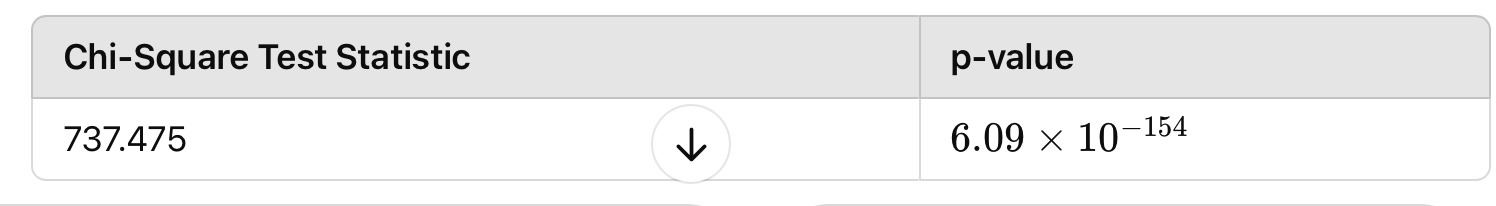 Chi-Square Test Statistic p-value
737.475 6.09 × 10⁻¹⁵⁴